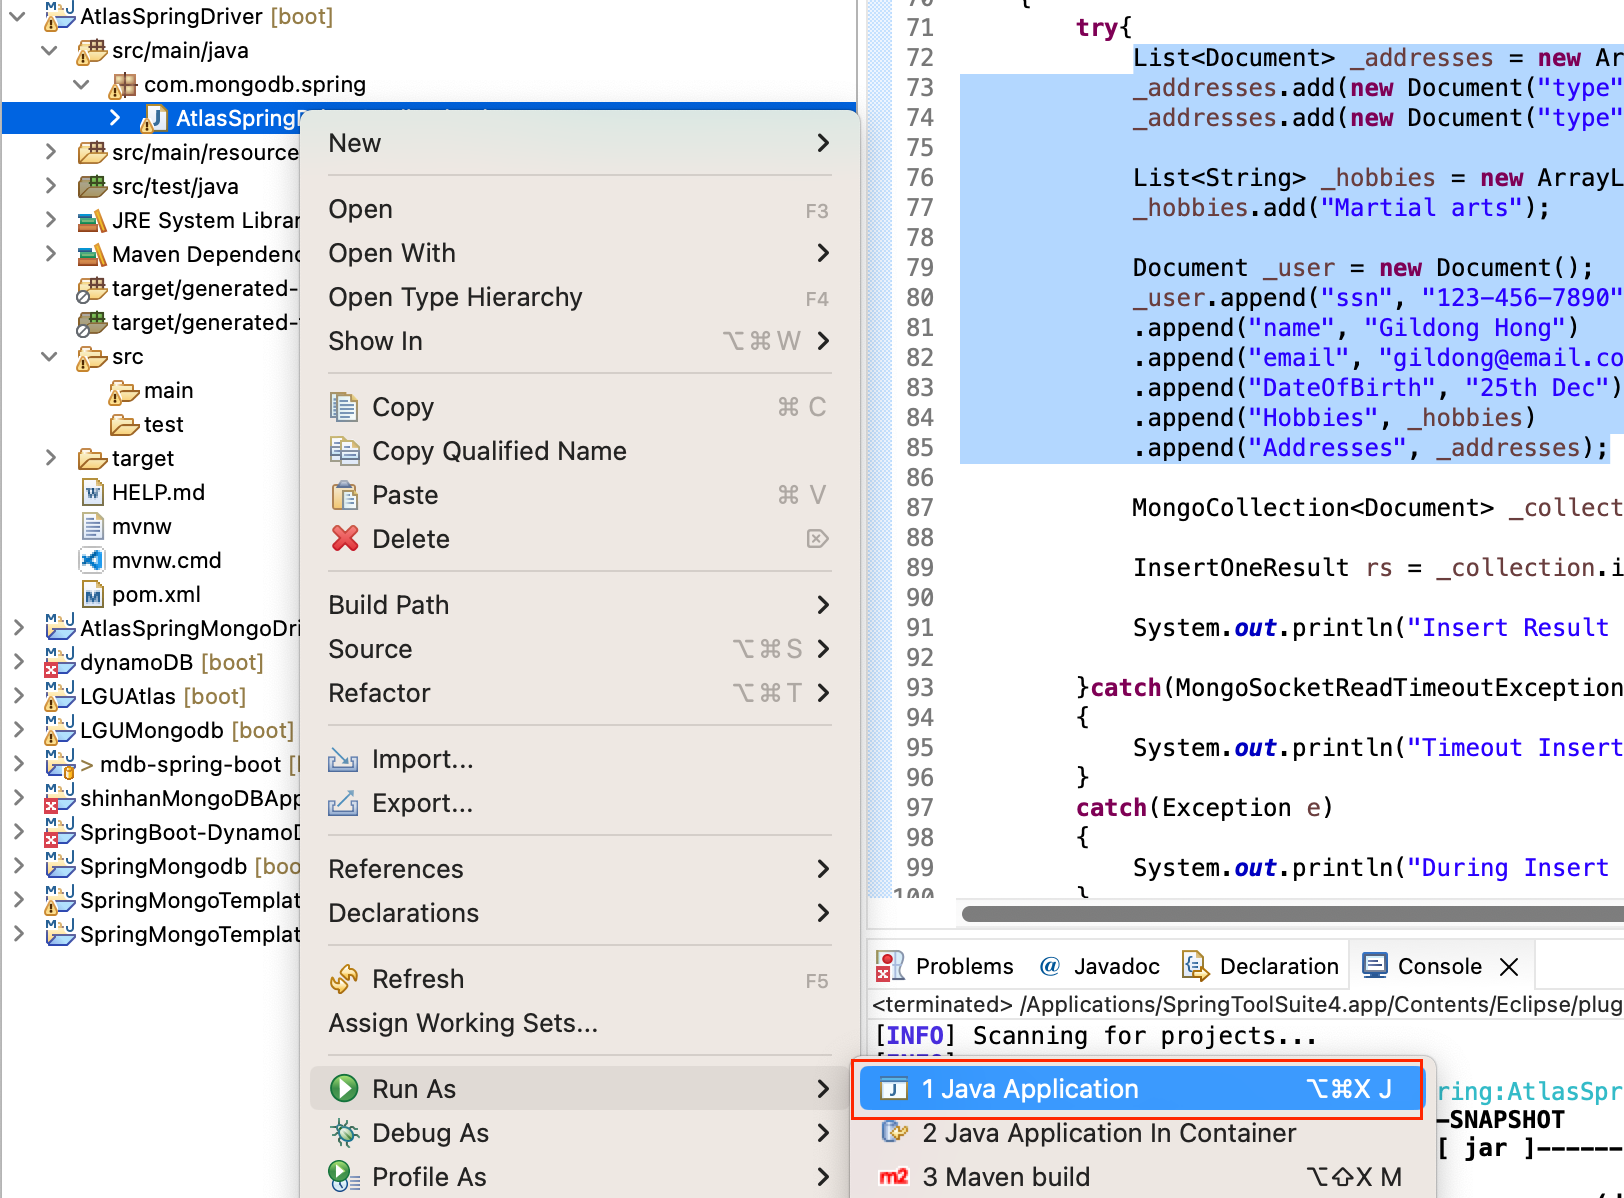 AtlasSpringDriver [boot]
src/main/java
com.mongodb.spring
AtlasSpring
src/main/resource
src/test/java
JRE System Librar
Maven Dependenc
target/generated-
target/generated-
src
main
test
target
HELP.md
mvnw
mvnw.cmd
pom.xml
AtlasSpringMongoDri
dynamoDB [boot]
LGUAtlas [boot]
LGUMongodb [boot]
> mdb-spring-boot [
shinhanMongoDBApp
SpringBoot-DynamoD
SpringMongodb [boo
SpringMongoTemplat
SpringMongoTemplat
New
Open F3
Open With
Open Type Hierarchy F4
Show In ⌥⌘W
Copy ⌘ C
Copy Qualified Name
Paste ⌘ V
Delete ⌦
Build Path
Source ⌥⌘S
Refactor ⌥⌘T
Import...
Export...
References
Declarations
Refresh F5
Assign Working Sets...
Run As
Debug As
Profile As
1 Java Application ⌥⌘X J
2 Java Application In Container
3 Maven build ⌥⇧X M
70 {
71 try{
72 List<Document> _addresses = new Ar
73 _addresses.add(new Document("type"
74 _addresses.add(new Document("type"
75
76 List<String> _hobbies = new ArrayL
77 _hobbies.add("Martial arts");
78
79 Document _user = new Document();
80 _user.append("ssn", "123-456-7890"
81 .append("name", "Gildong Hong")
82 .append("email", "gildong@email.co
83 .append("DateOfBirth", "25th Dec")
84 .append("Hobbies", _hobbies)
85 .append("Addresses", _addresses);
86
87 MongoCollection<Document> _collect
88
89 InsertOneResult rs = _collection.i
90
91 System.out.println("Insert Result
92
93 }catch(MongoSocketReadTimeoutException
94 {
95 System.out.println("Timeout Insert
96 }
97 catch(Exception e)
98 {
99 System.out.println("During Insert
100 }
Problems @ Javadoc Declaration Console
<terminated> /Applications/SpringToolSuite4.app/Contents/Eclipse/plug
[INFO] Scanning for projects...
ring:AtlasSpr
-SNAPSHOT
[ jar ]------